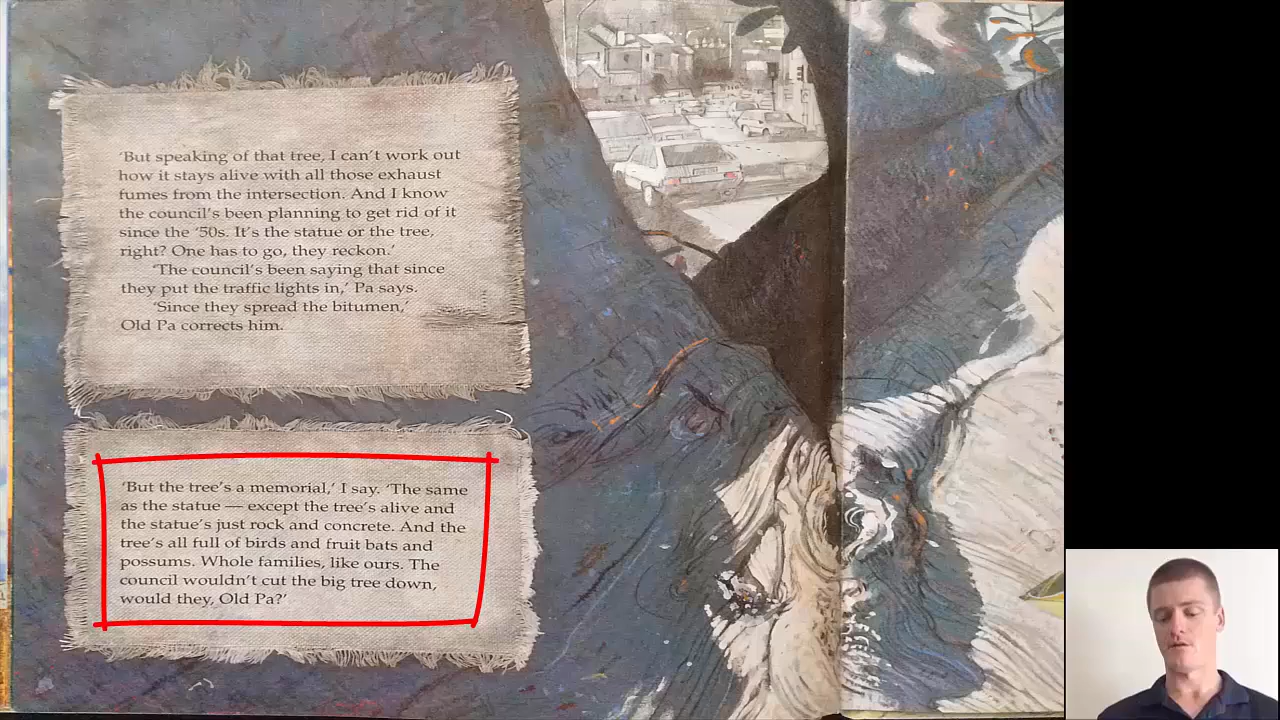 ‘But speaking of that tree, I can’t work out
how it stays alive with all those exhaust
fumes from the intersection. And I know
the council’s been planning to get rid of it
since the ‘50s. It’s the statue or the tree,
right? One has to go, they reckon.’
‘The council’s been saying that since
they put the traffic lights in,’ Pa says.
‘Since they spread the bitumen,’
Old Pa corrects him.
‘But the tree’s a memorial,’ I say. ‘The same
as the statue — except the tree’s alive and
the statue’s just rock and concrete. And the
tree’s all full of birds and fruit bats and
possums. Whole families, like ours. The
council wouldn’t cut the big tree down,
would they, Old Pa?’